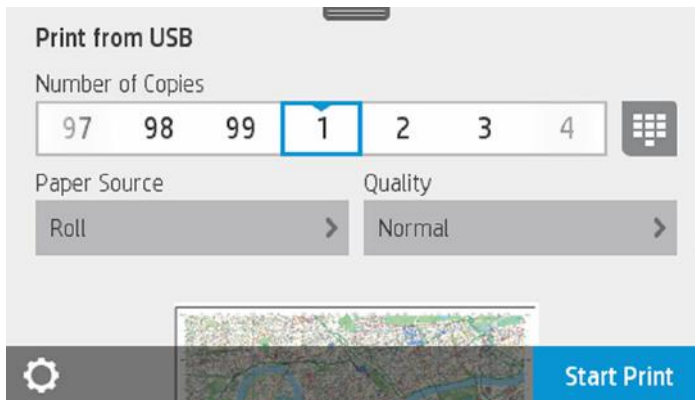 Print from USB
Number of Copies
97 98 99 1 2 3 4
Paper Source Quality
Roll Normal
Start Print